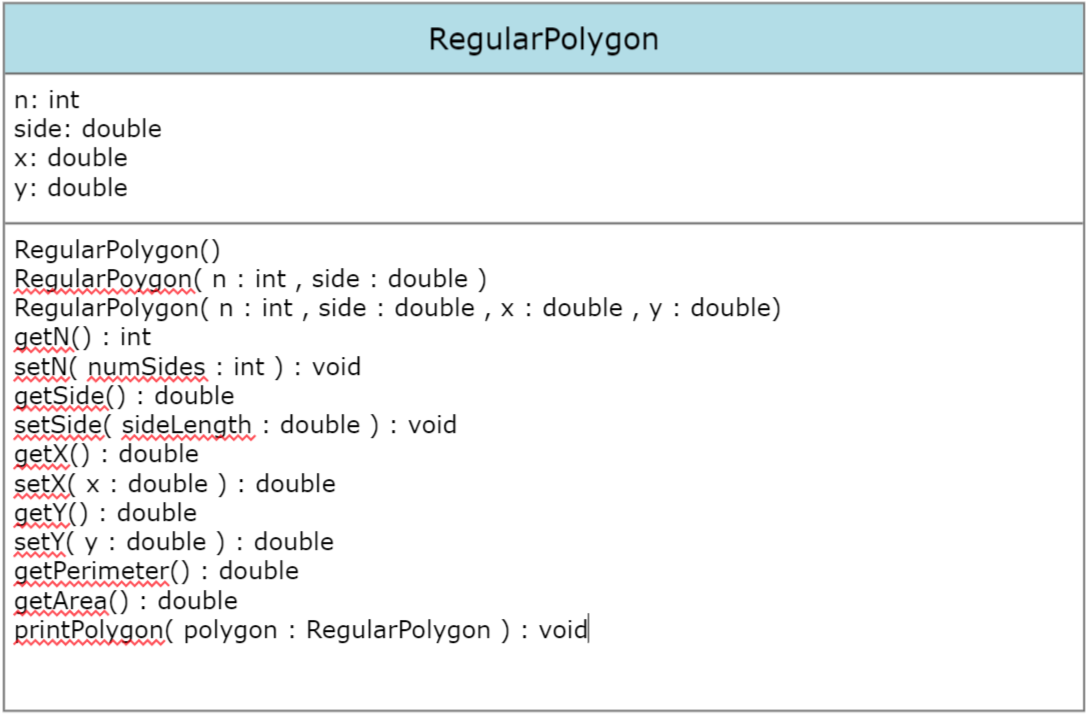 RegularPolygon
n: int
side: double
x: double
y: double
RegularPolygon()
RegularPoygon( n : int , side : double )
RegularPolygon( n : int , side : double , x : double , y : double)
getN() : int
setN( numSides : int ) : void
getSide() : double
setSide( sideLength : double ) : void
getX() : double
setX( x : double ) : double
getY() : double
setY( y : double ) : double
getPerimeter() : double
getArea() : double
printPolygon( polygon : RegularPolygon ) : void